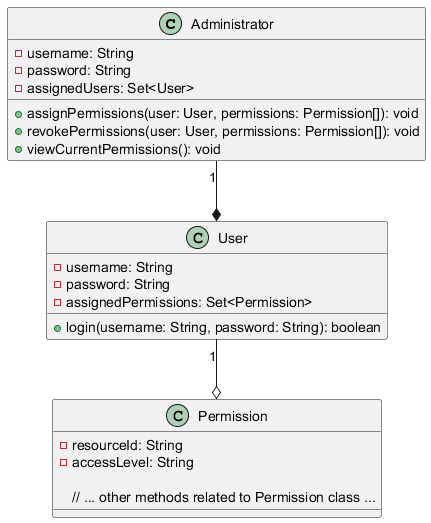 C Administrator
username: String
password: String
assignedUsers: Set<User>
assignPermissions(user: User, permissions: Permission[]): void
revokePermissions(user: User, permissions: Permission[]): void
viewCurrentPermissions(): void
1
C User
username: String
password: String
assignedPermissions: Set<Permission>
login(username: String, password: String): boolean
1
C Permission
resourceId: String
accessLevel: String
// ... other methods related to Permission class ...